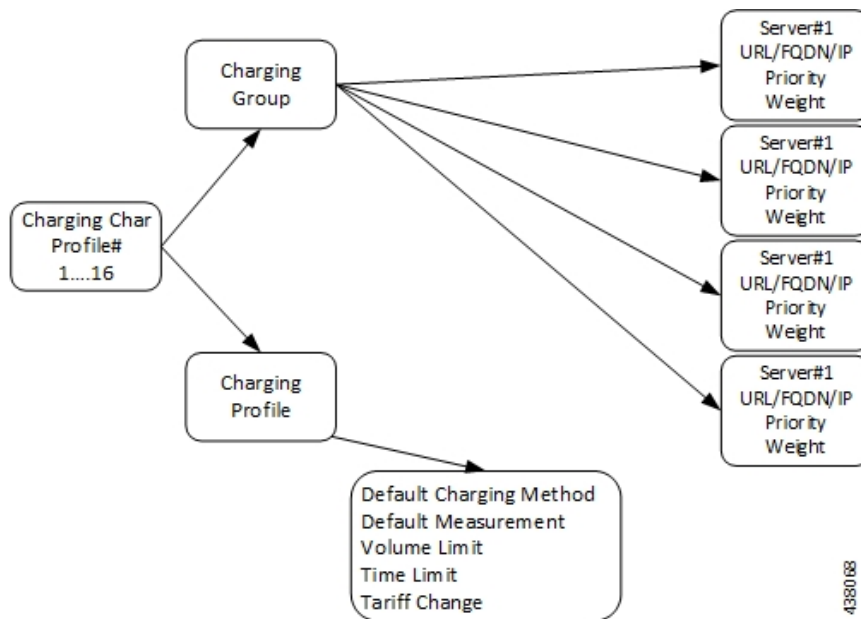 Charging
Group
Server#1
URL/FQDN/IP
Priority
Weight
Server#1
URL/FQDN/IP
Priority
Weight
Charging Char
Profile#
1....16
Server#1
URL/FQDN/IP
Priority
Weight
Charging
Profile
Server#1
URL/FQDN/IP
Priority
Weight
Default Charging Method
Default Measurement
Volume Limit
Time Limit
Tariff Change
438068